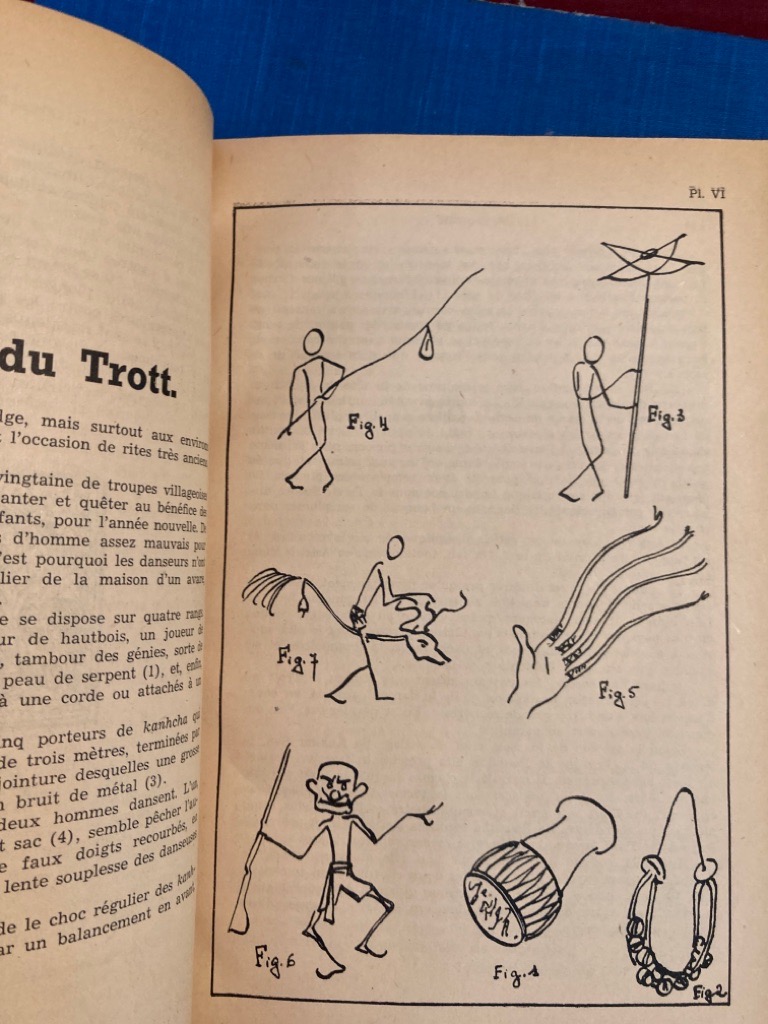 du Trott.
lge, mais surtout aux environs
l'occasion de rites très anciens
vingtaine de troupes villageoises
anter et quêter au bénéfice des
fants, pour l'année nouvelle. De
d'homme assez mauvais pour
'est pourquoi les danseurs n'ont
lier de la maison d'un avare
e se dispose sur quatre rangs
ur de hautbois, un joueur de
, tambour des génies, sorte de
peau de serpent (1), et, enfin,
à une corde ou attachés à un
nq porteurs de kanhcha qui
de trois mètres, terminées par
jointure desquelles une grosse
n bruit de métal (3).
deux hommes dansent. L'un,
t sac (4), semble pêcher l'au-
e faux doigts recourbés, en
lente souplesse des danseuses
de le choc régulier des kanh-
ar un balancement en avant,
Pl. VI
Fig. 4
Fig. 3
Fig. 7
Fig. 5
Fig. 6
Fig. 1
Fig 2